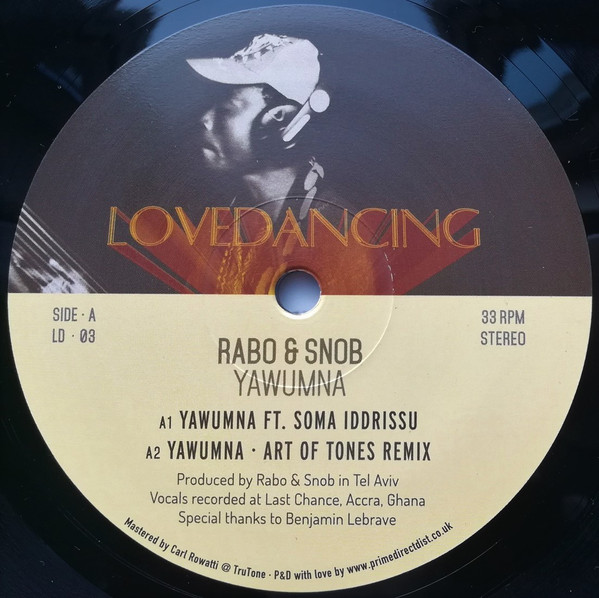 LOVEDANCING
SIDE · A
LD · 03
33 RPM
STEREO
RABO & SNOB
YAWUMNA
A1 YAWUMNA FT. SOMA IDDRISSU
A2 YAWUMNA · ART OF TONES REMIX
Produced by Rabo & Snob in Tel Aviv
Vocals recorded at Last Chance, Accra, Ghana
Special thanks to Benjamin Lebrave
Mastered by Carl Rowatti @ TruTone · P&D with love by www.primedirectdist.co.uk